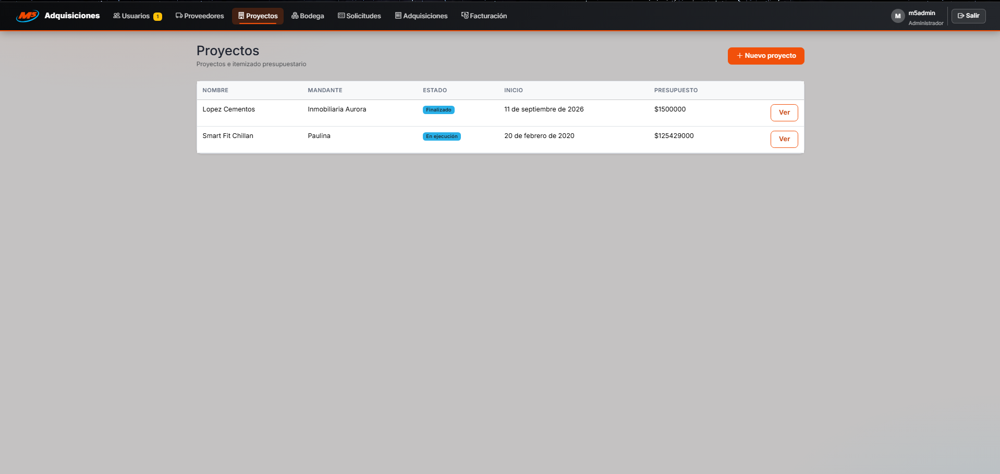 M5 Adquisiciones Usuarios 1 Proveedores Proyectos Bodega Solicitudes Adquisiciones Facturación M m5admin Administrador Salir
Proyectos
Proyectos e itemizado presupuestario
+ Nuevo proyecto
NOMBRE MANDANTE ESTADO INICIO PRESUPUESTO
Lopez Cementos Inmobiliaria Aurora Finalizado 11 de septiembre de 2026 $1500000 Ver
Smart Fit Chillan Paulina En ejecución 20 de febrero de 2020 $125429000 Ver